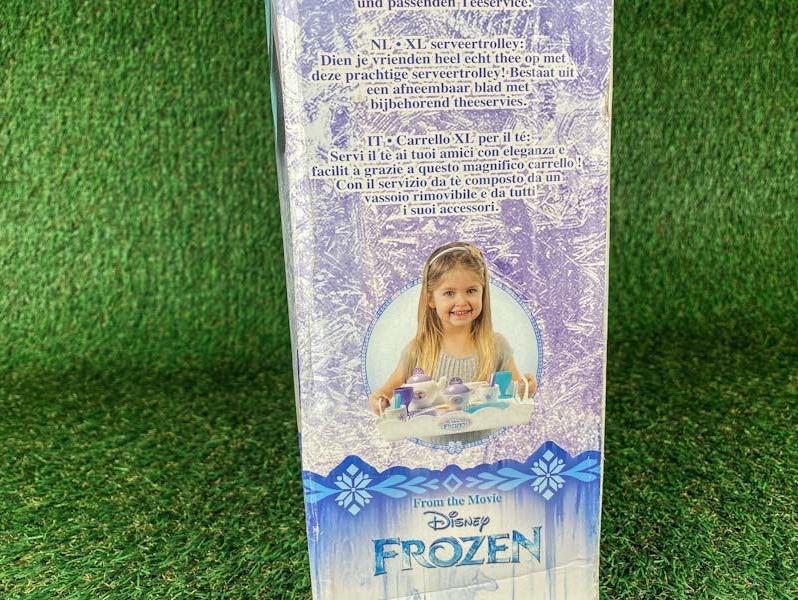 und passenden Teeservice.
NL • XL serveertrolley:
Dien je vrienden heel echt thee op met
deze prachtige serveertrolley! Bestaat uit
een afneembaar blad met
bijbehorend theeservies.
IT • Carrello XL per il té:
Servi il tè ai tuoi amici con eleganza e
facilit à grazie a questo magnifico carrello !
Con il servizio da tè composto da un
vassoio rimovibile e da tutti
i suoi accessori.
FROZEN
From the Movie
Disney
FROZEN